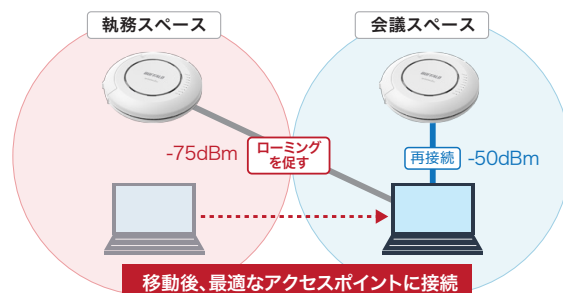 執務スペース
会議スペース
-75dBm
ローミング
を促す
再接続
-50dBm
移動後、最適なアクセスポイントに接続